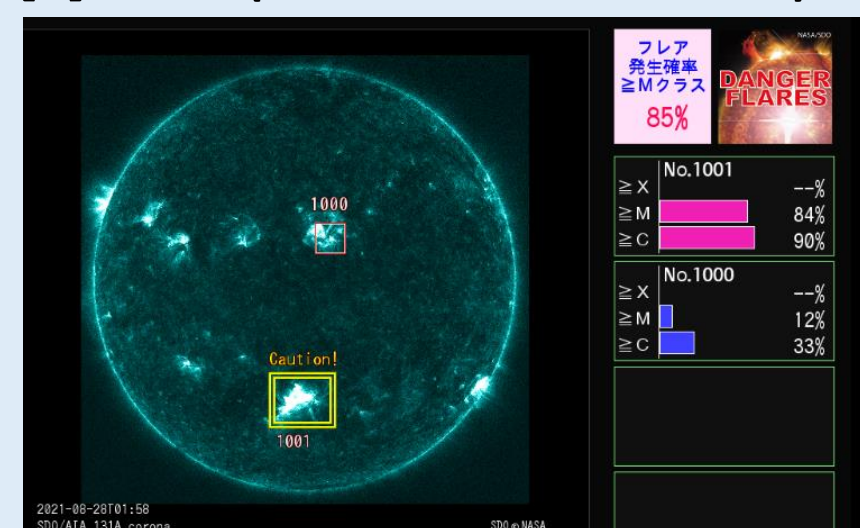 フレア
発生確率
≧Mクラス
85%
NASA/SDO
DANGER
FLARES
No.1001
≧X --%
≧M 84%
≧C 90%
No.1000
≧X --%
≧M 12%
≧C 33%
1000
Caution!
1001
2021-08-28T01:58
SDO/AIA 131A corona
SDO@NASA